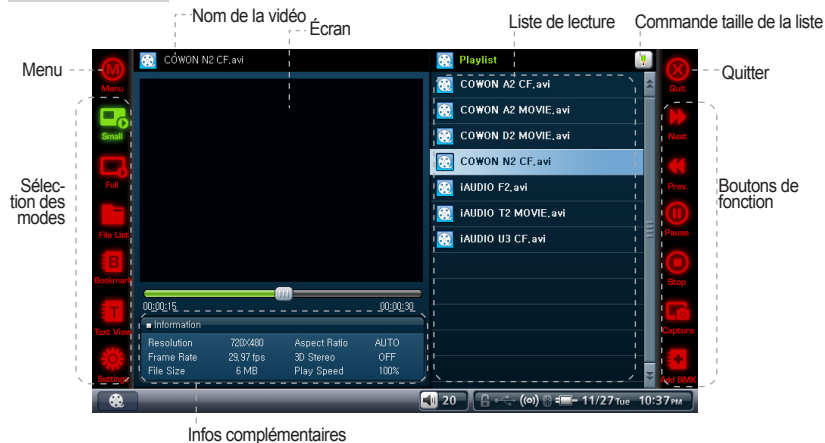 Nom de la vidéo
Écran
Liste de lecture
Commande taille de la liste
Menu
Quitter
Sélec-
tion des
modes
Boutons de
fonction
Infos complémentaires
COWON N2 CF.avi
Playlist
Menu
Small
Full
File List
Bookmark
Text View
Settings
COWON A2 CF.avi
COWON A2 MOVIE.avi
COWON D2 MOVIE.avi
COWON N2 CF.avi
iAUDIO F2.avi
iAUDIO T2 MOVIE.avi
iAUDIO U3 CF.avi
Quit
Next
Prev.
Pause
Stop
Capture
Add BMK
00:00:15
00:00:30
■ Information
Resolution 720X480 Aspect Ratio AUTO
Frame Rate 29,97 fps 3D Stereo OFF
File Size 6 MB Play Speed 100%
20
11/27 Tue 10:37 PM